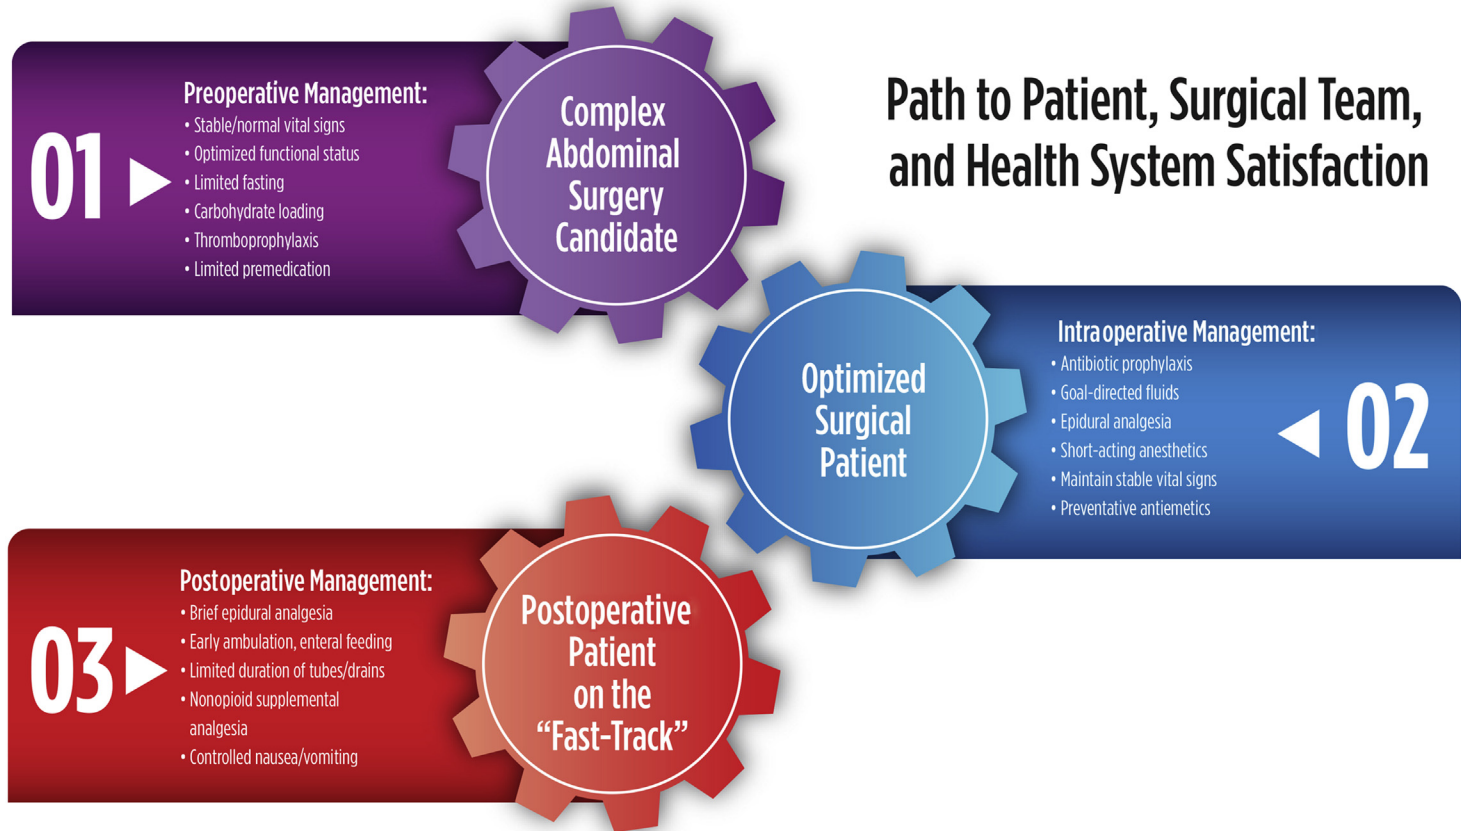 Path to Patient, Surgical Team,
and Health System Satisfaction
01
Preoperative Management:
• Stable/normal vital signs
• Optimized functional status
• Limited fasting
• Carbohydrate loading
• Thromboprophylaxis
• Limited premedication
Complex
Abdominal
Surgery
Candidate
Optimized
Surgical
Patient
Intraoperative Management:
• Antibiotic prophylaxis
• Goal-directed fluids
• Epidural analgesia
• Short-acting anesthetics
• Maintain stable vital signs
• Preventative antiemetics
02
03
Postoperative Management:
• Brief epidural analgesia
• Early ambulation, enteral feeding
• Limited duration of tubes/drains
• Nonopioid supplemental
analgesia
• Controlled nausea/vomiting
Postoperative
Patient
on the
“Fast-Track”